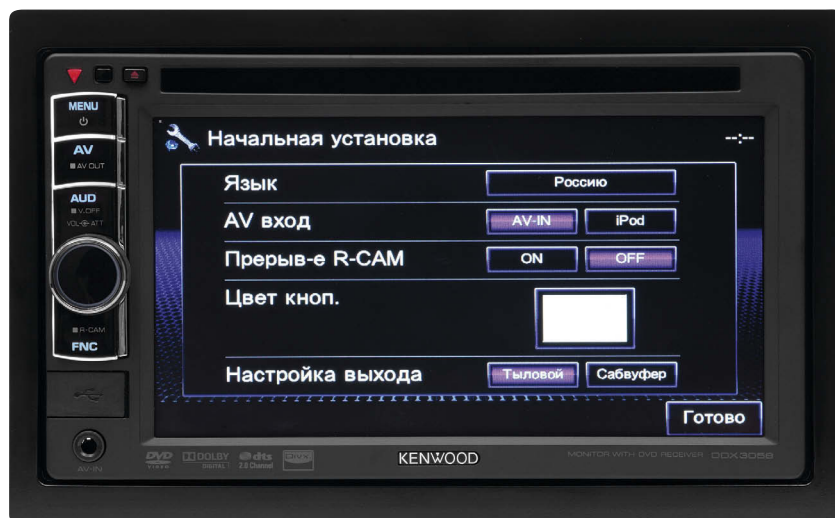 MENU
AV
AV OUT
AUD
V.OFF
VOL ATT
R-CAM
FNC
AV-IN
Начальная установка
--:--
Язык
Россию
AV вход
AV-IN
iPod
Прерыв-е R-CAM
ON
OFF
Цвет кноп.
Настройка выхода
Тыловой
Сабвуфер
Готово
DVD
VIDEO
DOLBY
DIGITAL
dts
2.0 Channel
KENWOOD
MONITOR WITH DVD RECEIVER DDX3058